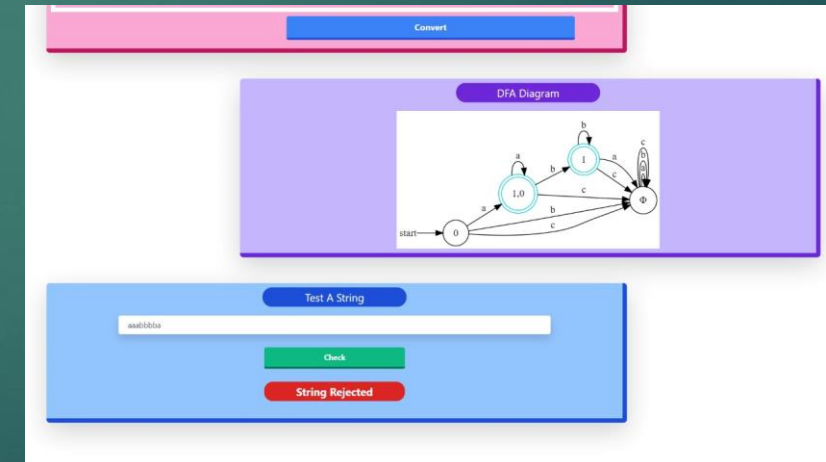 Convert
DFA Diagram
b
1
a
c
a
b
c
b
1,0
c
Φ
a
b
start
0
c
Test A String
aaabbbba
Check
String Rejected